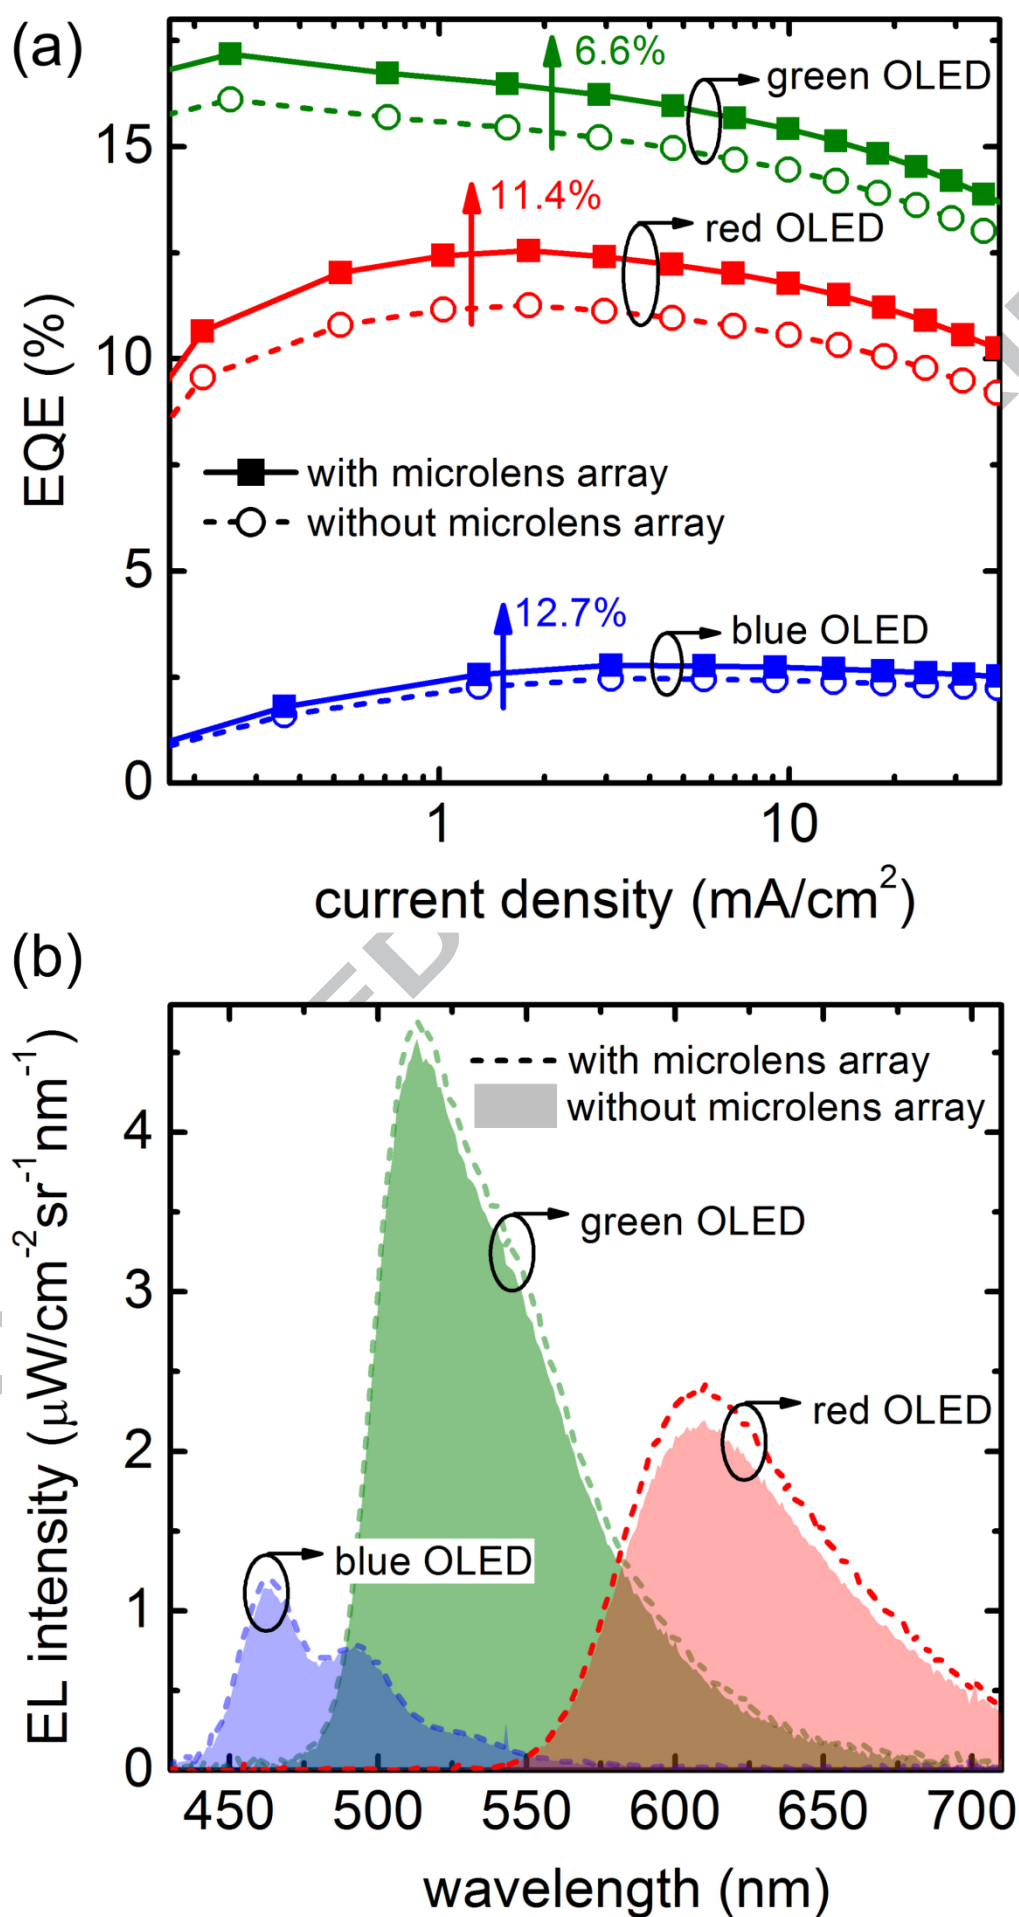 (a)
6.6%
green OLED
15
11.4%
red OLED
10
EQE (%)
with microlens array
without microlens array
5
12.7%
blue OLED
0
1
10
current density (mA/cm²)
(b)
with microlens array
without microlens array
4
green OLED
3
EL intensity (μW/cm⁻²sr⁻¹nm⁻¹)
red OLED
2
blue OLED
1
0
450 500 550 600 650 700
wavelength (nm)